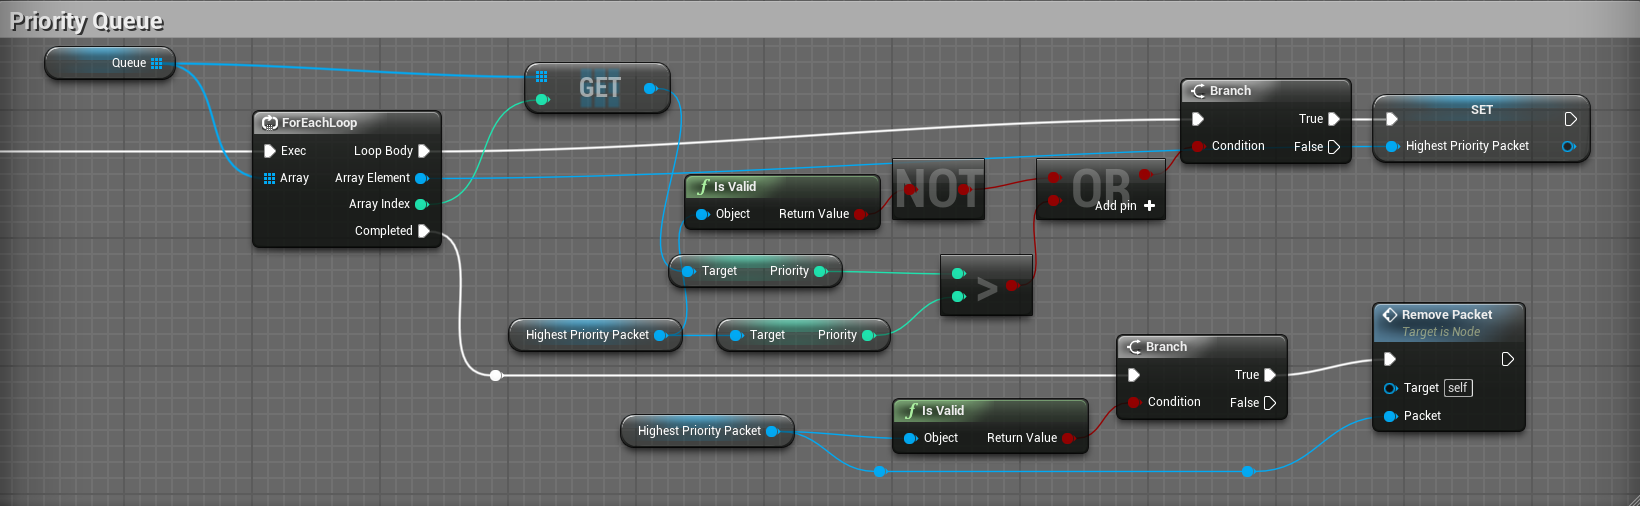 Priority Queue
Queue
GET
ForEachLoop
Exec
Loop Body
Array
Array Element
Array Index
Completed
Branch
True
Condition
False
SET
Highest Priority Packet
f Is Valid
Object
Return Value
NOT
OR
Add pin +
Target
Priority
>
Highest Priority Packet
Target
Priority
Branch
True
Condition
False
Remove Packet
Target is Node
Target self
Packet
Highest Priority Packet
f Is Valid
Object
Return Value